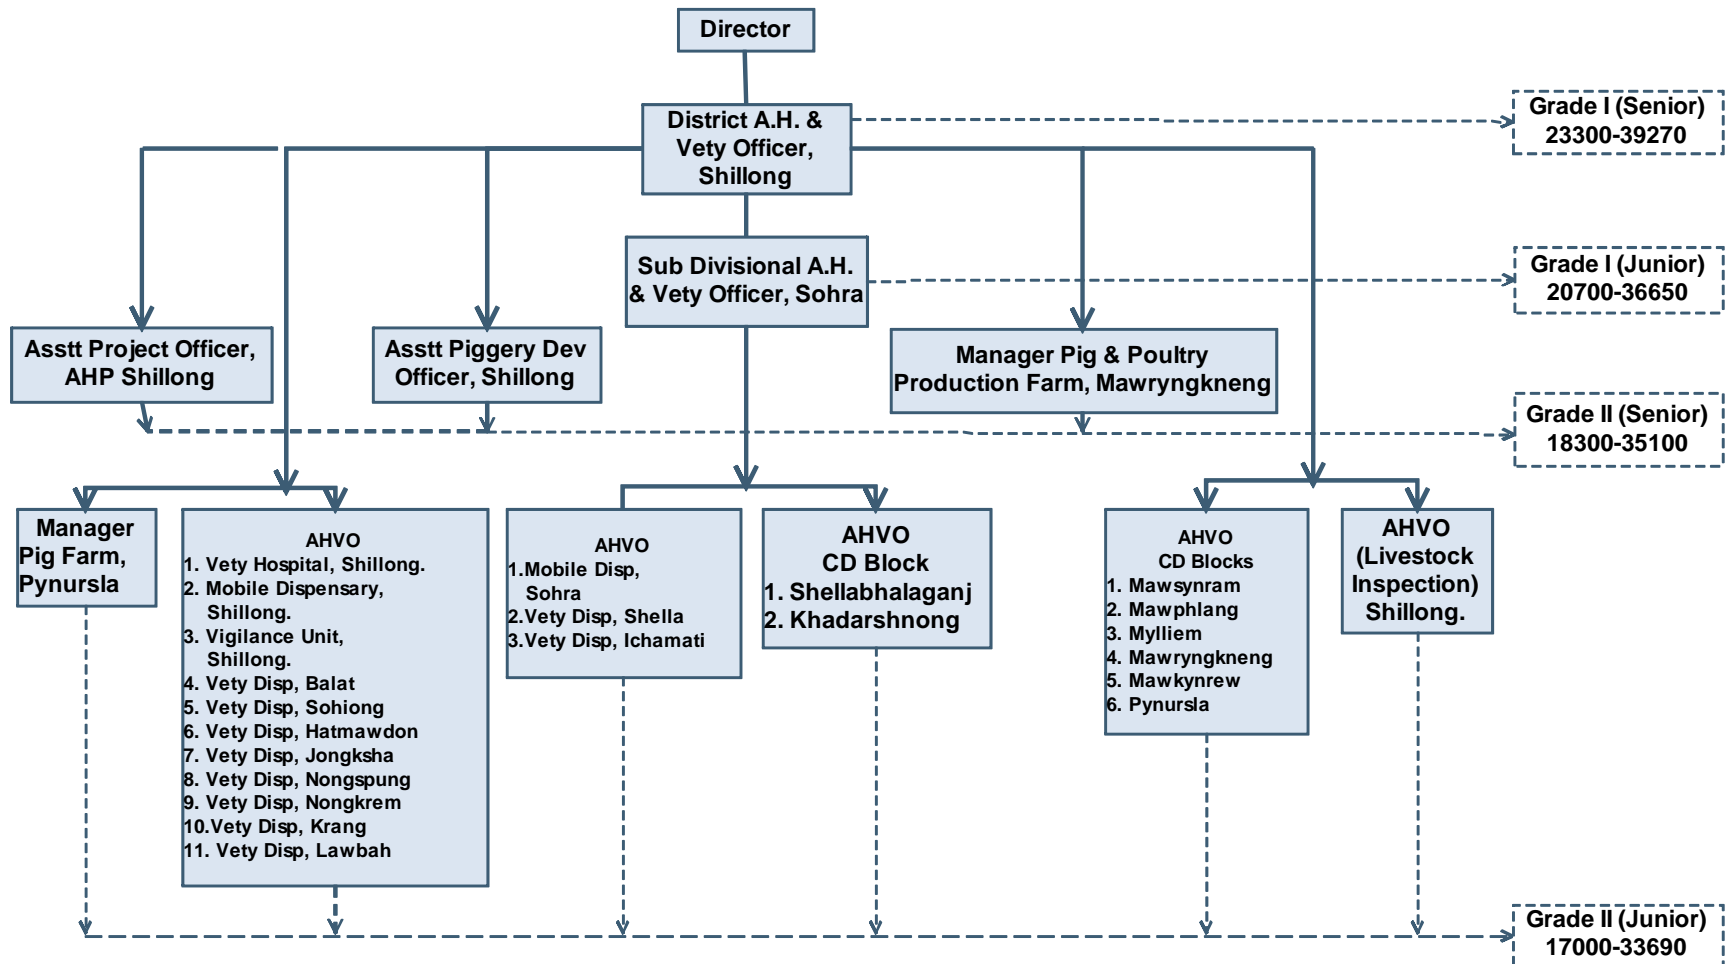 Director
District A.H. &
Vety Officer,
Shillong
Grade I (Senior)
23300-39270
Sub Divisional A.H.
& Vety Officer, Sohra
Grade I (Junior)
20700-36650
Asstt Project Officer,
AHP Shillong
Asstt Piggery Dev
Officer, Shillong
Manager Pig & Poultry
Production Farm, Mawryngkneng
Grade II (Senior)
18300-35100
Manager
Pig Farm,
Pynursla
AHVO
1. Vety Hospital, Shillong.
2. Mobile Dispensary,
Shillong.
3. Vigilance Unit,
Shillong.
4. Vety Disp, Balat
5. Vety Disp, Sohiong
6. Vety Disp, Hatmawdon
7. Vety Disp, Jongksha
8. Vety Disp, Nongspung
9. Vety Disp, Nongkrem
10.Vety Disp, Krang
11. Vety Disp, Lawbah
AHVO
1.Mobile Disp,
Sohra
2.Vety Disp, Shella
3.Vety Disp, Ichamati
AHVO
CD Block
1. Shellabhalaganj
2. Khadarshnong
AHVO
CD Blocks
1. Mawsynram
2. Mawphlang
3. Mylliem
4. Mawryngkneng
5. Mawkynrew
6. Pynursla
AHVO
(Livestock
Inspection)
Shillong.
Grade II (Junior)
17000-33690